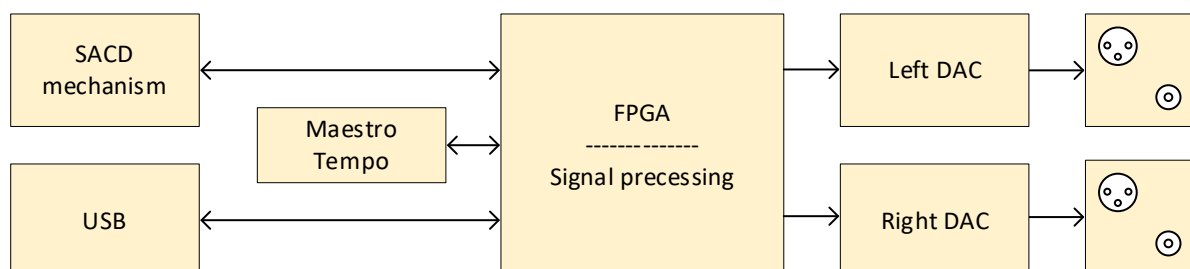 SACD
mechanism
Maestro
Tempo
USB
FPGA
--------------
Signal precessing
Left DAC
Right DAC